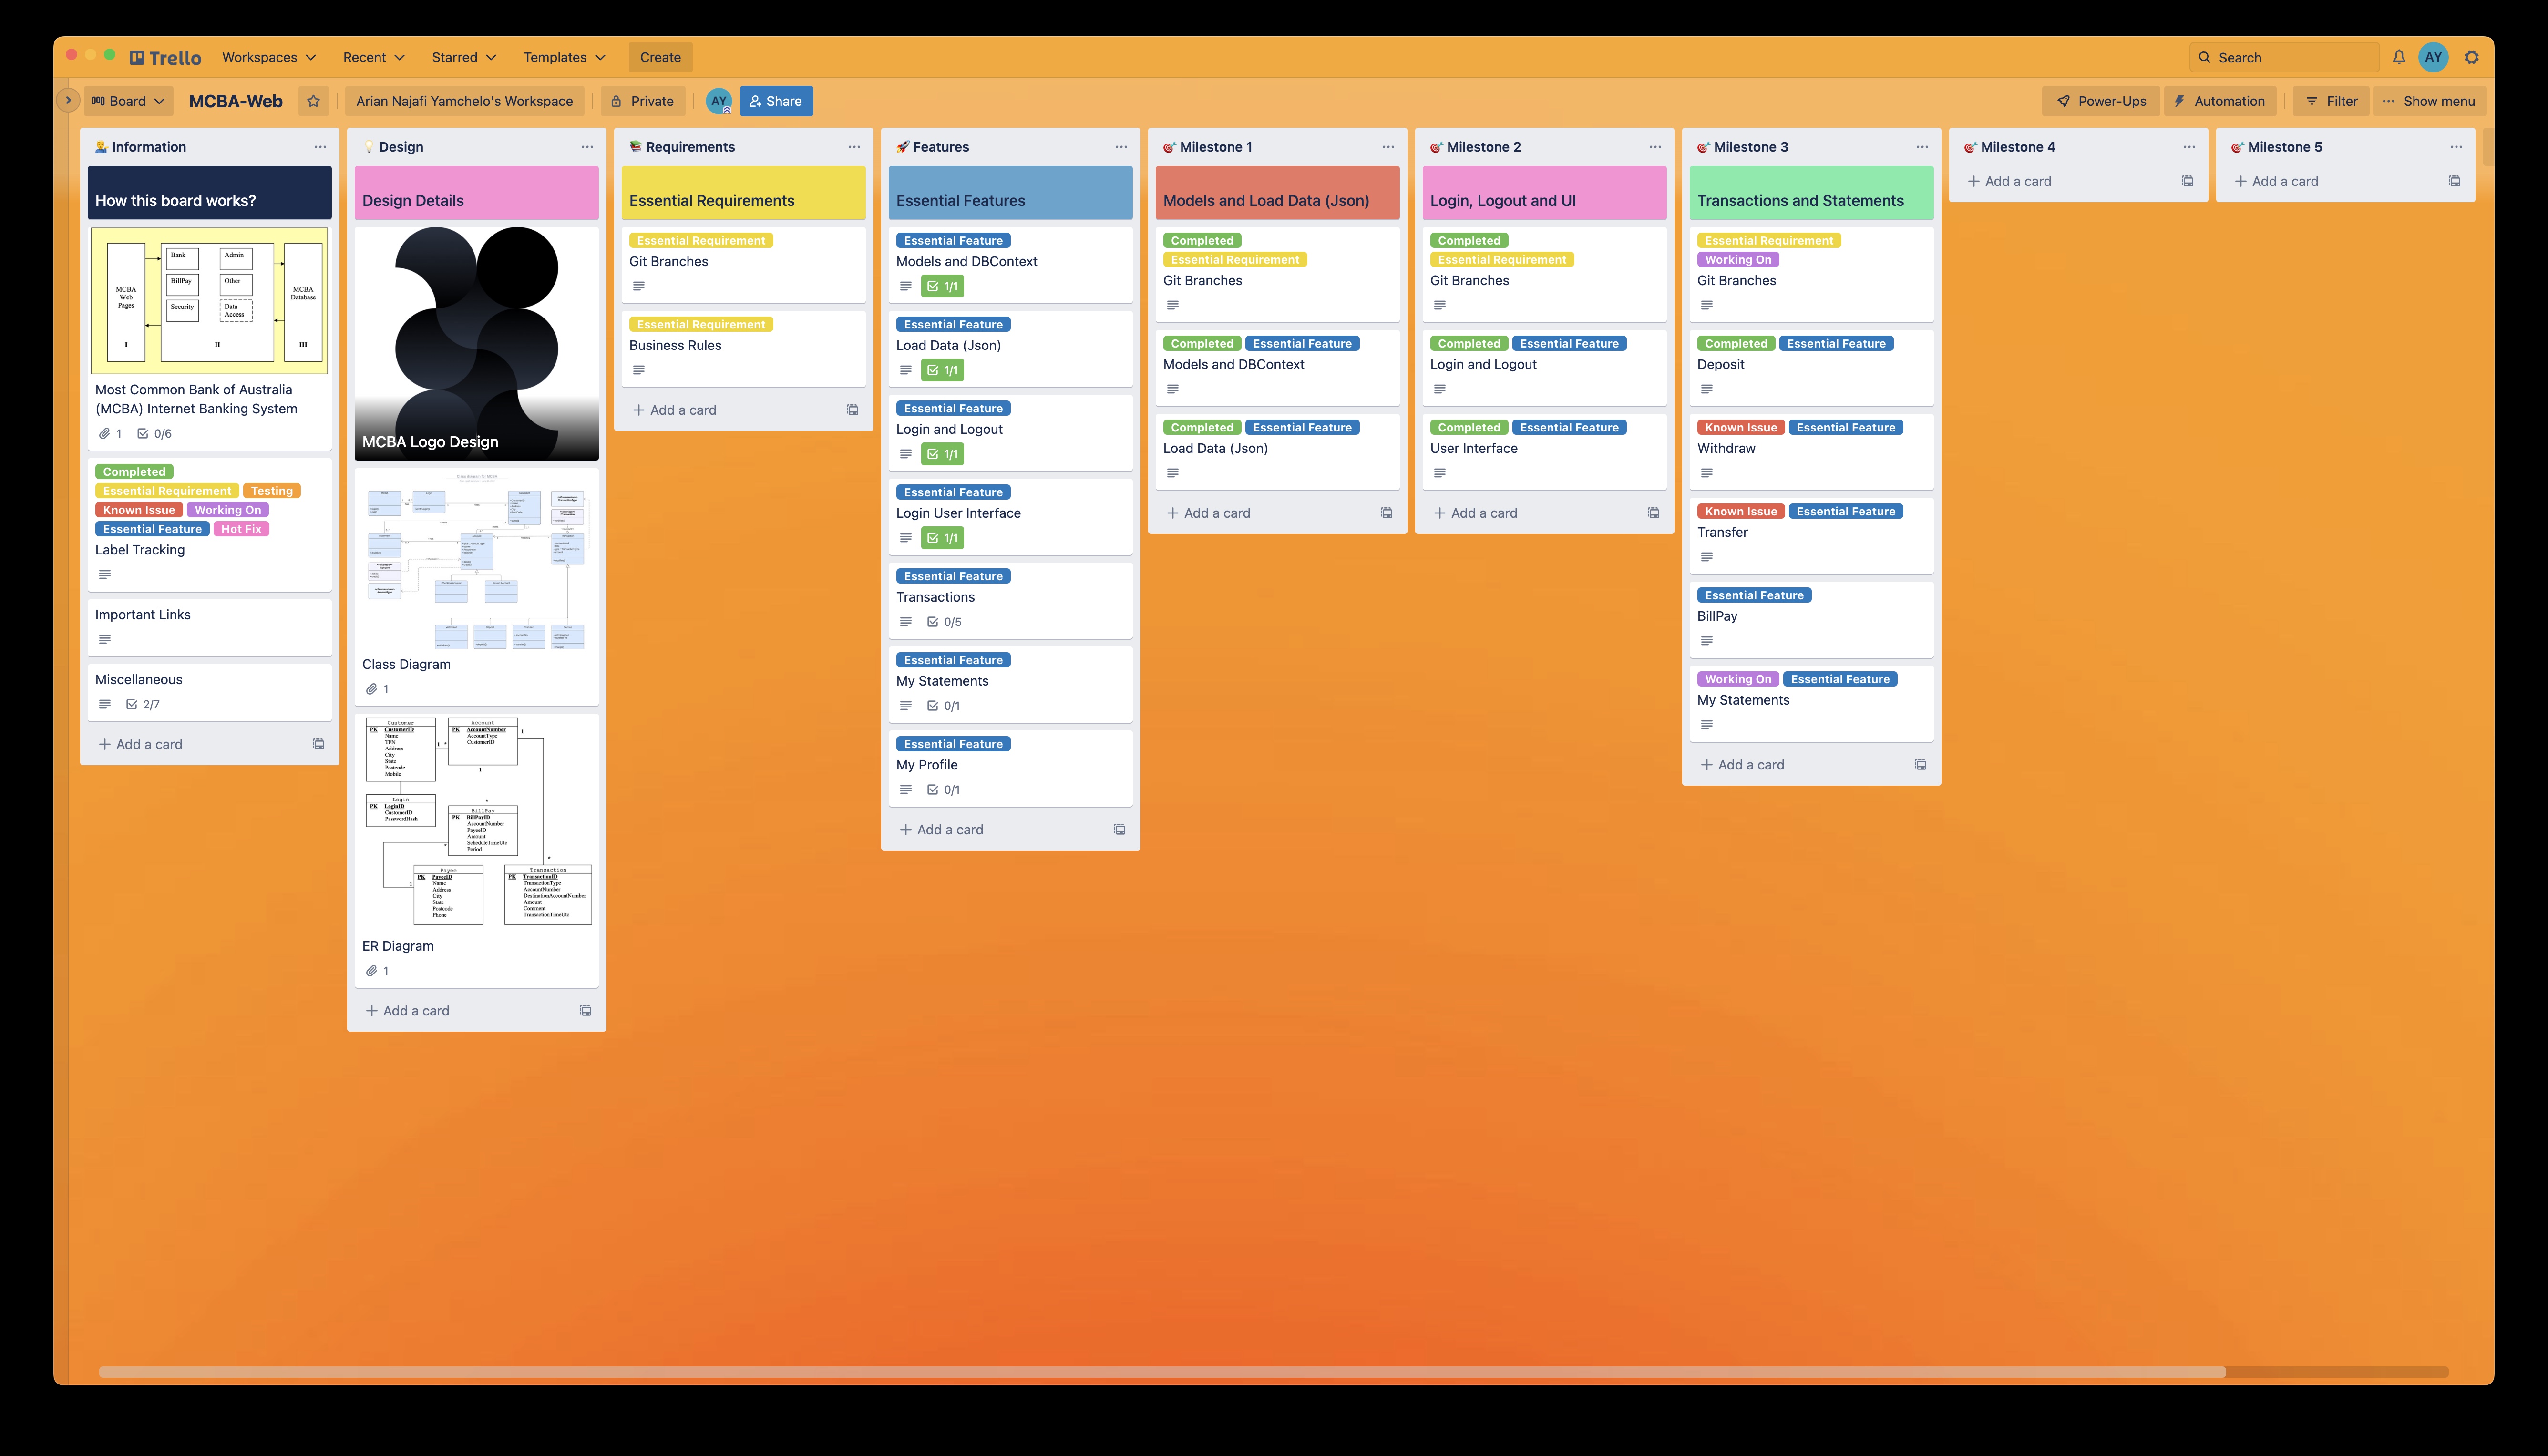 Trello
Workspaces
Recent
Starred
Templates
Create
Search
AY
Board
MCBA-Web
Arian Najafi Yamchelo's Workspace
Private
AY
Share
Power-Ups
Automation
Filter
Show menu
Information
How this board works?
MCBA
Web
Pages
I
Bank
BillPay
Security
Admin
Other
Data
Access
II
MCBA
Database
III
Most Common Bank of Australia
(MCBA) Internet Banking System
1
0/6
Completed
Essential Requirement
Testing
Known Issue
Working On
Essential Feature
Hot Fix
Label Tracking
Important Links
Miscellaneous
2/7
Add a card
Design
Design Details
MCBA Logo Design
Class Diagram
1
Customer
PK CustomerID
Name
TFN
Address
City
State
Postcode
Mobile
Account
PK AccountNumber
AccountType
CustomerID
Login
PK LoginID
CustomerID
PasswordHash
BillPay
PK BillPayID
AccountNumber
PayeeID
Amount
ScheduleTimeUtc
Period
Payee
PK PayeeID
Name
Address
City
State
Postcode
Phone
Transaction
PK TransactionID
TransactionType
AccountNumber
DestinationAccountNumber
Amount
Comment
TransactionTimeUtc
ER Diagram
1
Add a card
Requirements
Essential Requirements
Essential Requirement
Git Branches
Essential Requirement
Business Rules
Add a card
Features
Essential Features
Essential Feature
Models and DBContext
1/1
Essential Feature
Load Data (Json)
1/1
Essential Feature
Login and Logout
1/1
Essential Feature
Login User Interface
1/1
Essential Feature
Transactions
0/5
Essential Feature
My Statements
0/1
Essential Feature
My Profile
0/1
Add a card
Milestone 1
Models and Load Data (Json)
Completed
Essential Requirement
Git Branches
Completed Essential Feature
Models and DBContext
Completed Essential Feature
Load Data (Json)
Add a card
Milestone 2
Login, Logout and UI
Completed
Essential Requirement
Git Branches
Completed Essential Feature
Login and Logout
Completed Essential Feature
User Interface
Add a card
Milestone 3
Transactions and Statements
Essential Requirement
Working On
Git Branches
Completed Essential Feature
Deposit
Known Issue Essential Feature
Withdraw
Known Issue Essential Feature
Transfer
Essential Feature
BillPay
Working On Essential Feature
My Statements
Add a card
Milestone 4
Add a card
Milestone 5
Add a card